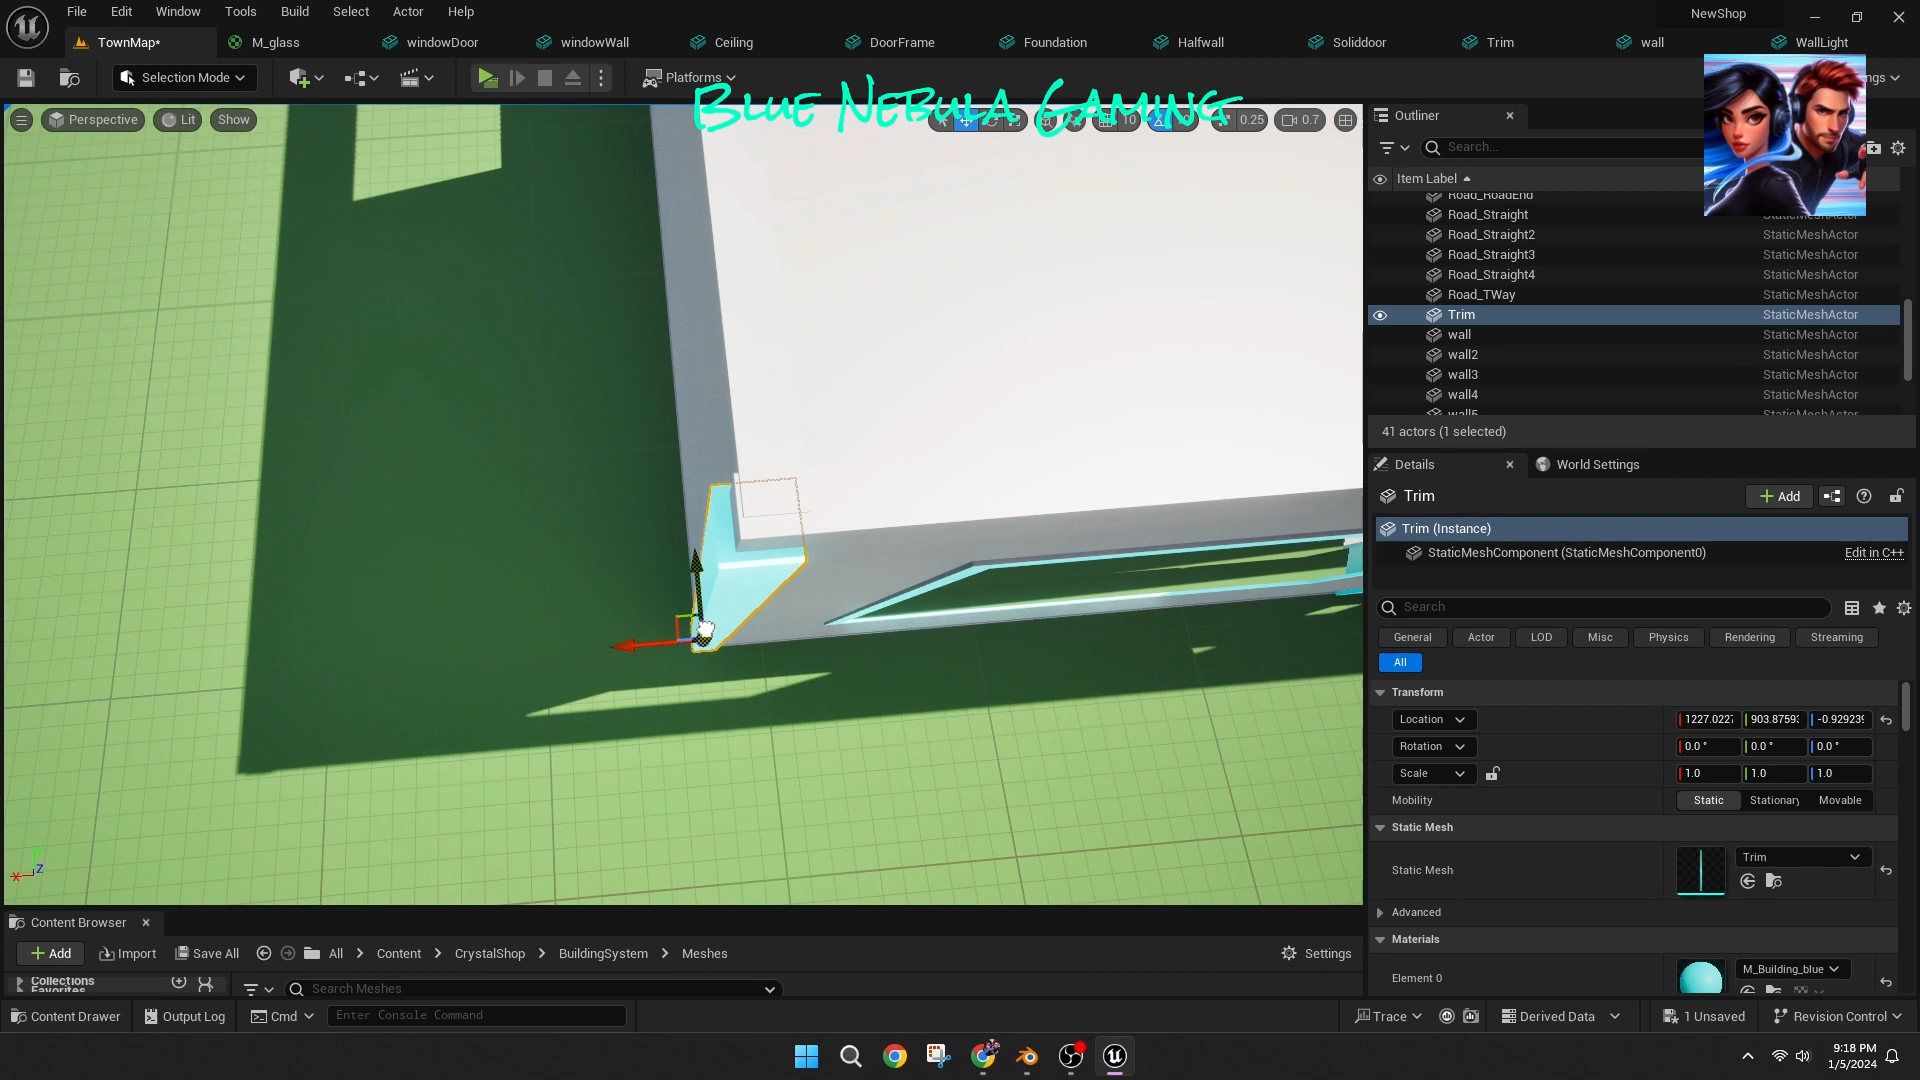 File Edit Window Tools Build Select Actor Help
NewShop
TownMap* M_glass windowDoor windowWall Ceiling DoorFrame Foundation Halfwall Soliddoor Trim wall WallLight
Selection Mode Platforms
Blue Nebula Gaming
Perspective Lit Show 10 0.25 0.7
Outliner
Search...
Item Label
Road_RoadEnd
Road_Straight StaticMeshActor
Road_Straight2 StaticMeshActor
Road_Straight3 StaticMeshActor
Road_Straight4 StaticMeshActor
Road_TWay StaticMeshActor
Trim StaticMeshActor
wall StaticMeshActor
wall2 StaticMeshActor
wall3 StaticMeshActor
wall4 StaticMeshActor
wall5 StaticMeshActor
41 actors (1 selected)
Details World Settings
Trim Add
Trim (Instance)
StaticMeshComponent (StaticMeshComponent0) Edit in C++
Search
General Actor LOD Misc Physics Rendering Streaming
All
Transform
Location 1227.0227 903.8759 -0.929239
Rotation 0.0 ° 0.0 ° 0.0 °
Scale 1.0 1.0 1.0
Mobility Static Stationary Movable
Static Mesh
Static Mesh Trim
Advanced
Materials
Element 0 M_Building_blue
X Z
Content Browser
Add Import Save All All Content CrystalShop BuildingSystem Meshes Settings
Collections
Favorites
Search Meshes
Content Drawer Output Log Cmd Enter Console Command Trace Derived Data 1 Unsaved Revision Control
9:18 PM
1/5/2024